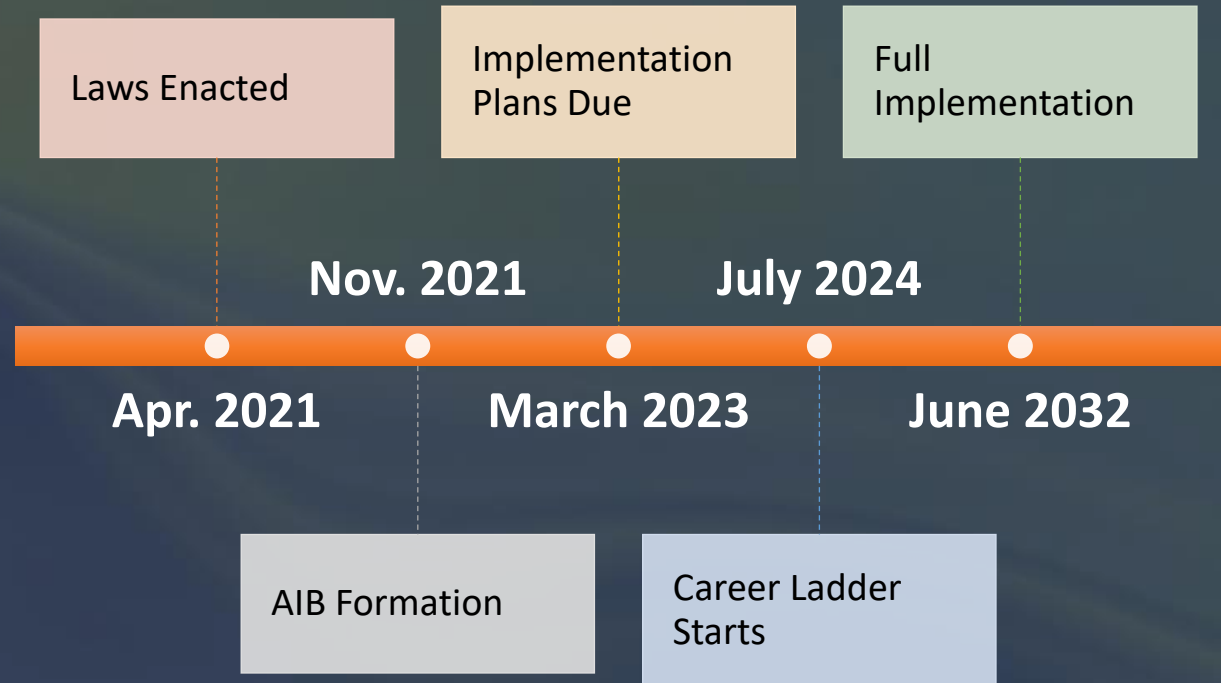 Laws Enacted
Implementation
Plans Due
Full
Implementation
Nov. 2021
July 2024
Apr. 2021
March 2023
June 2032
AIB Formation
Career Ladder
Starts